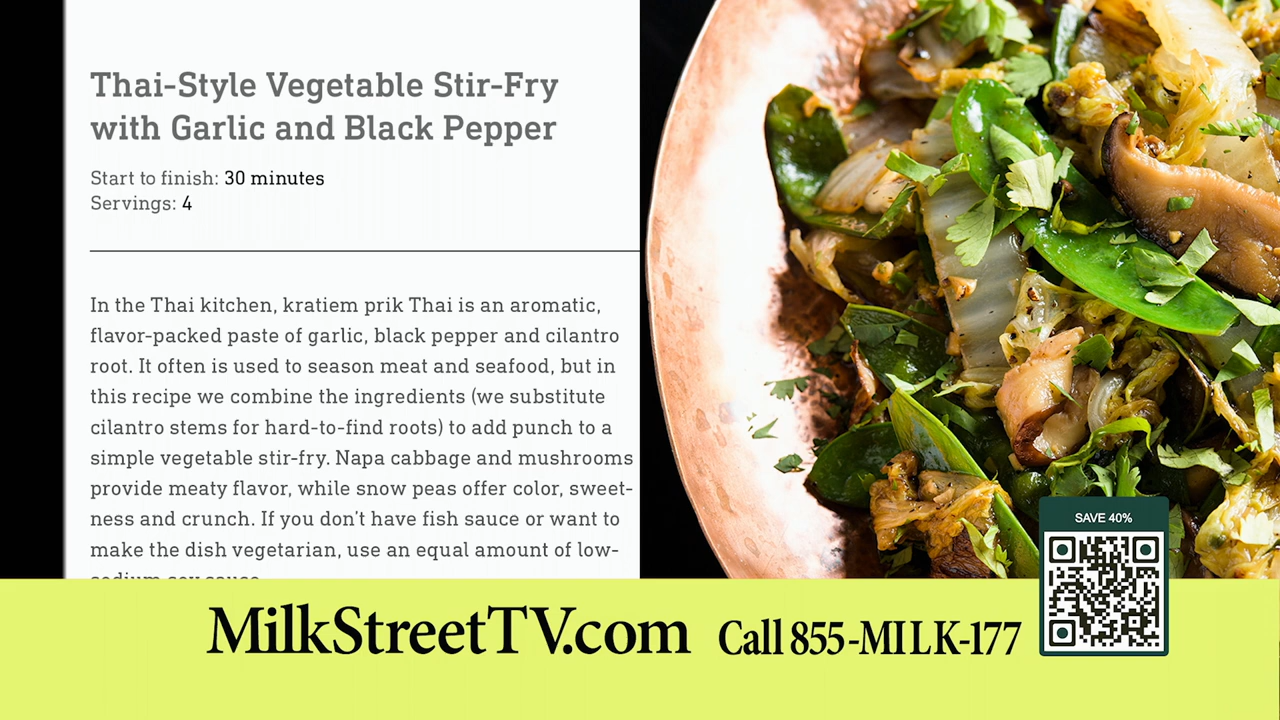 Thai-Style Vegetable Stir-Fry
with Garlic and Black Pepper
Start to finish: 30 minutes
Servings: 4
In the Thai kitchen, kratiem prik Thai is an aromatic,
flavor-packed paste of garlic, black pepper and cilantro
root. It often is used to season meat and seafood, but in
this recipe we combine the ingredients (we substitute
cilantro stems for hard-to-find roots) to add punch to a
simple vegetable stir-fry. Napa cabbage and mushrooms
provide meaty flavor, while snow peas offer color, sweet-
ness and crunch. If you don't have fish sauce or want to
make the dish vegetarian, use an equal amount of low-
sodium soy sauce.
SAVE 40%
MilkStreetTV.com Call 855-MILK-177